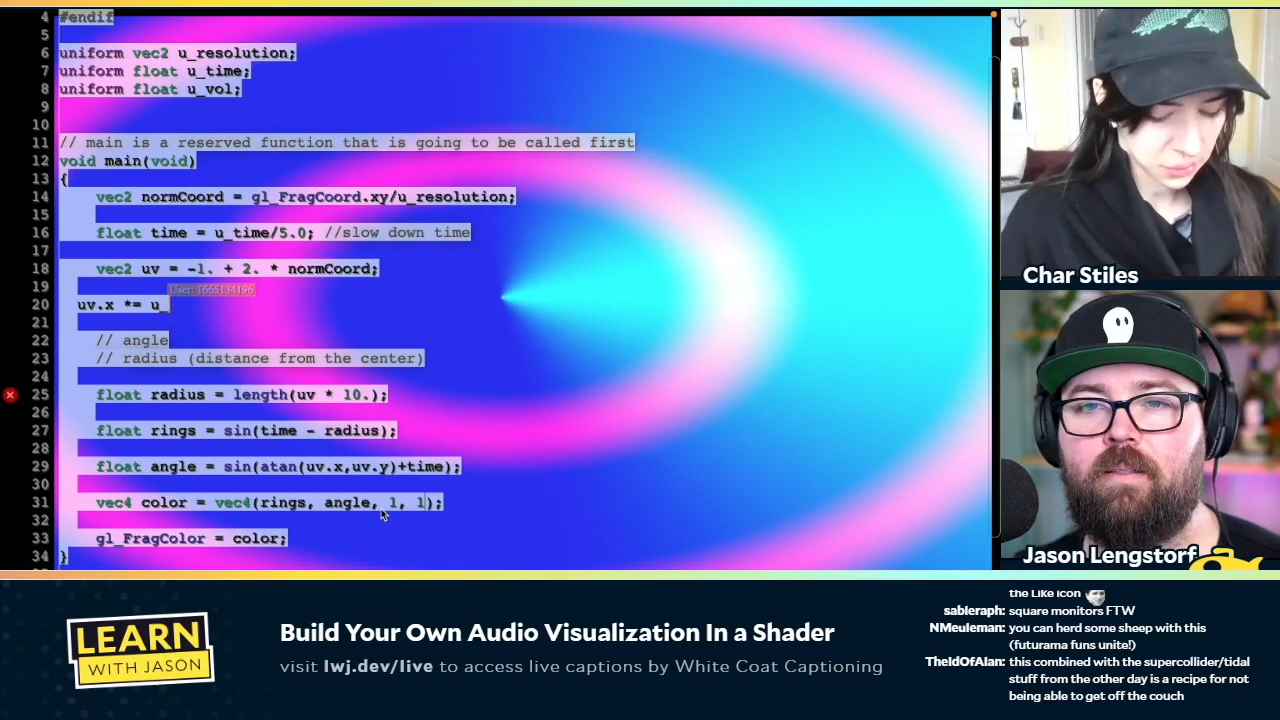 4 #endif
5
6 uniform vec2 u_resolution;
7 uniform float u_time;
8 uniform float u_vol;
9
10
11 // main is a reserved function that is going to be called first
12 void main(void)
13 {
14 vec2 normCoord = gl_FragCoord.xy/u_resolution;
15
16 float time = u_time/5.0; //slow down time
17
18 vec2 uv = -1. + 2. * normCoord;
19 User: 1665134196
20 uv.x *= u_
21
22 // angle
23 // radius (distance from the center)
24
25 float radius = length(uv * 10.);
26
27 float rings = sin(time - radius);
28
29 float angle = sin(atan(uv.x,uv.y)+time);
30
31 vec4 color = vec4(rings, angle, 1, 1);
32
33 gl_FragColor = color;
34 }
Char Stiles
Jason Lengstorf
LEARN
WITH JASON
Build Your Own Audio Visualization In a Shader
visit lwj.dev/live to access live captions by White Coat Captioning
the Like icon
sableraph: square monitors FTW
NMeuleman: you can herd some sheep with this
(futurama funs unite!)
TheIdOfAlan: this combined with the supercollider/tidal
stuff from the other day is a recipe for not
being able to get off the couch